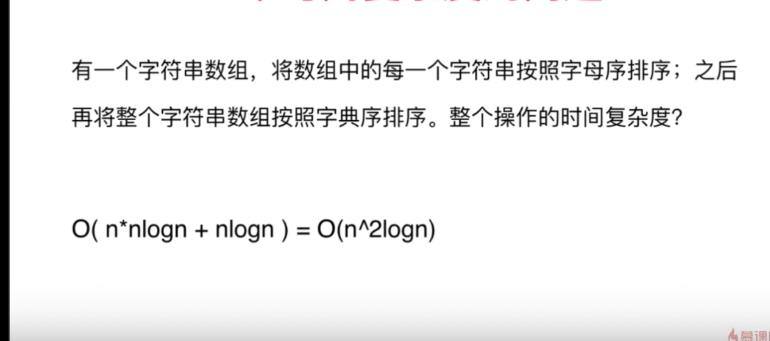 有一个字符串数组，将数组中的每一个字符串按照字母序排序；之后
再将整个字符串数组按照字典序排序。整个操作的时间复杂度？
O( n*nlogn + nlogn ) = O(n^2logn)
慕课